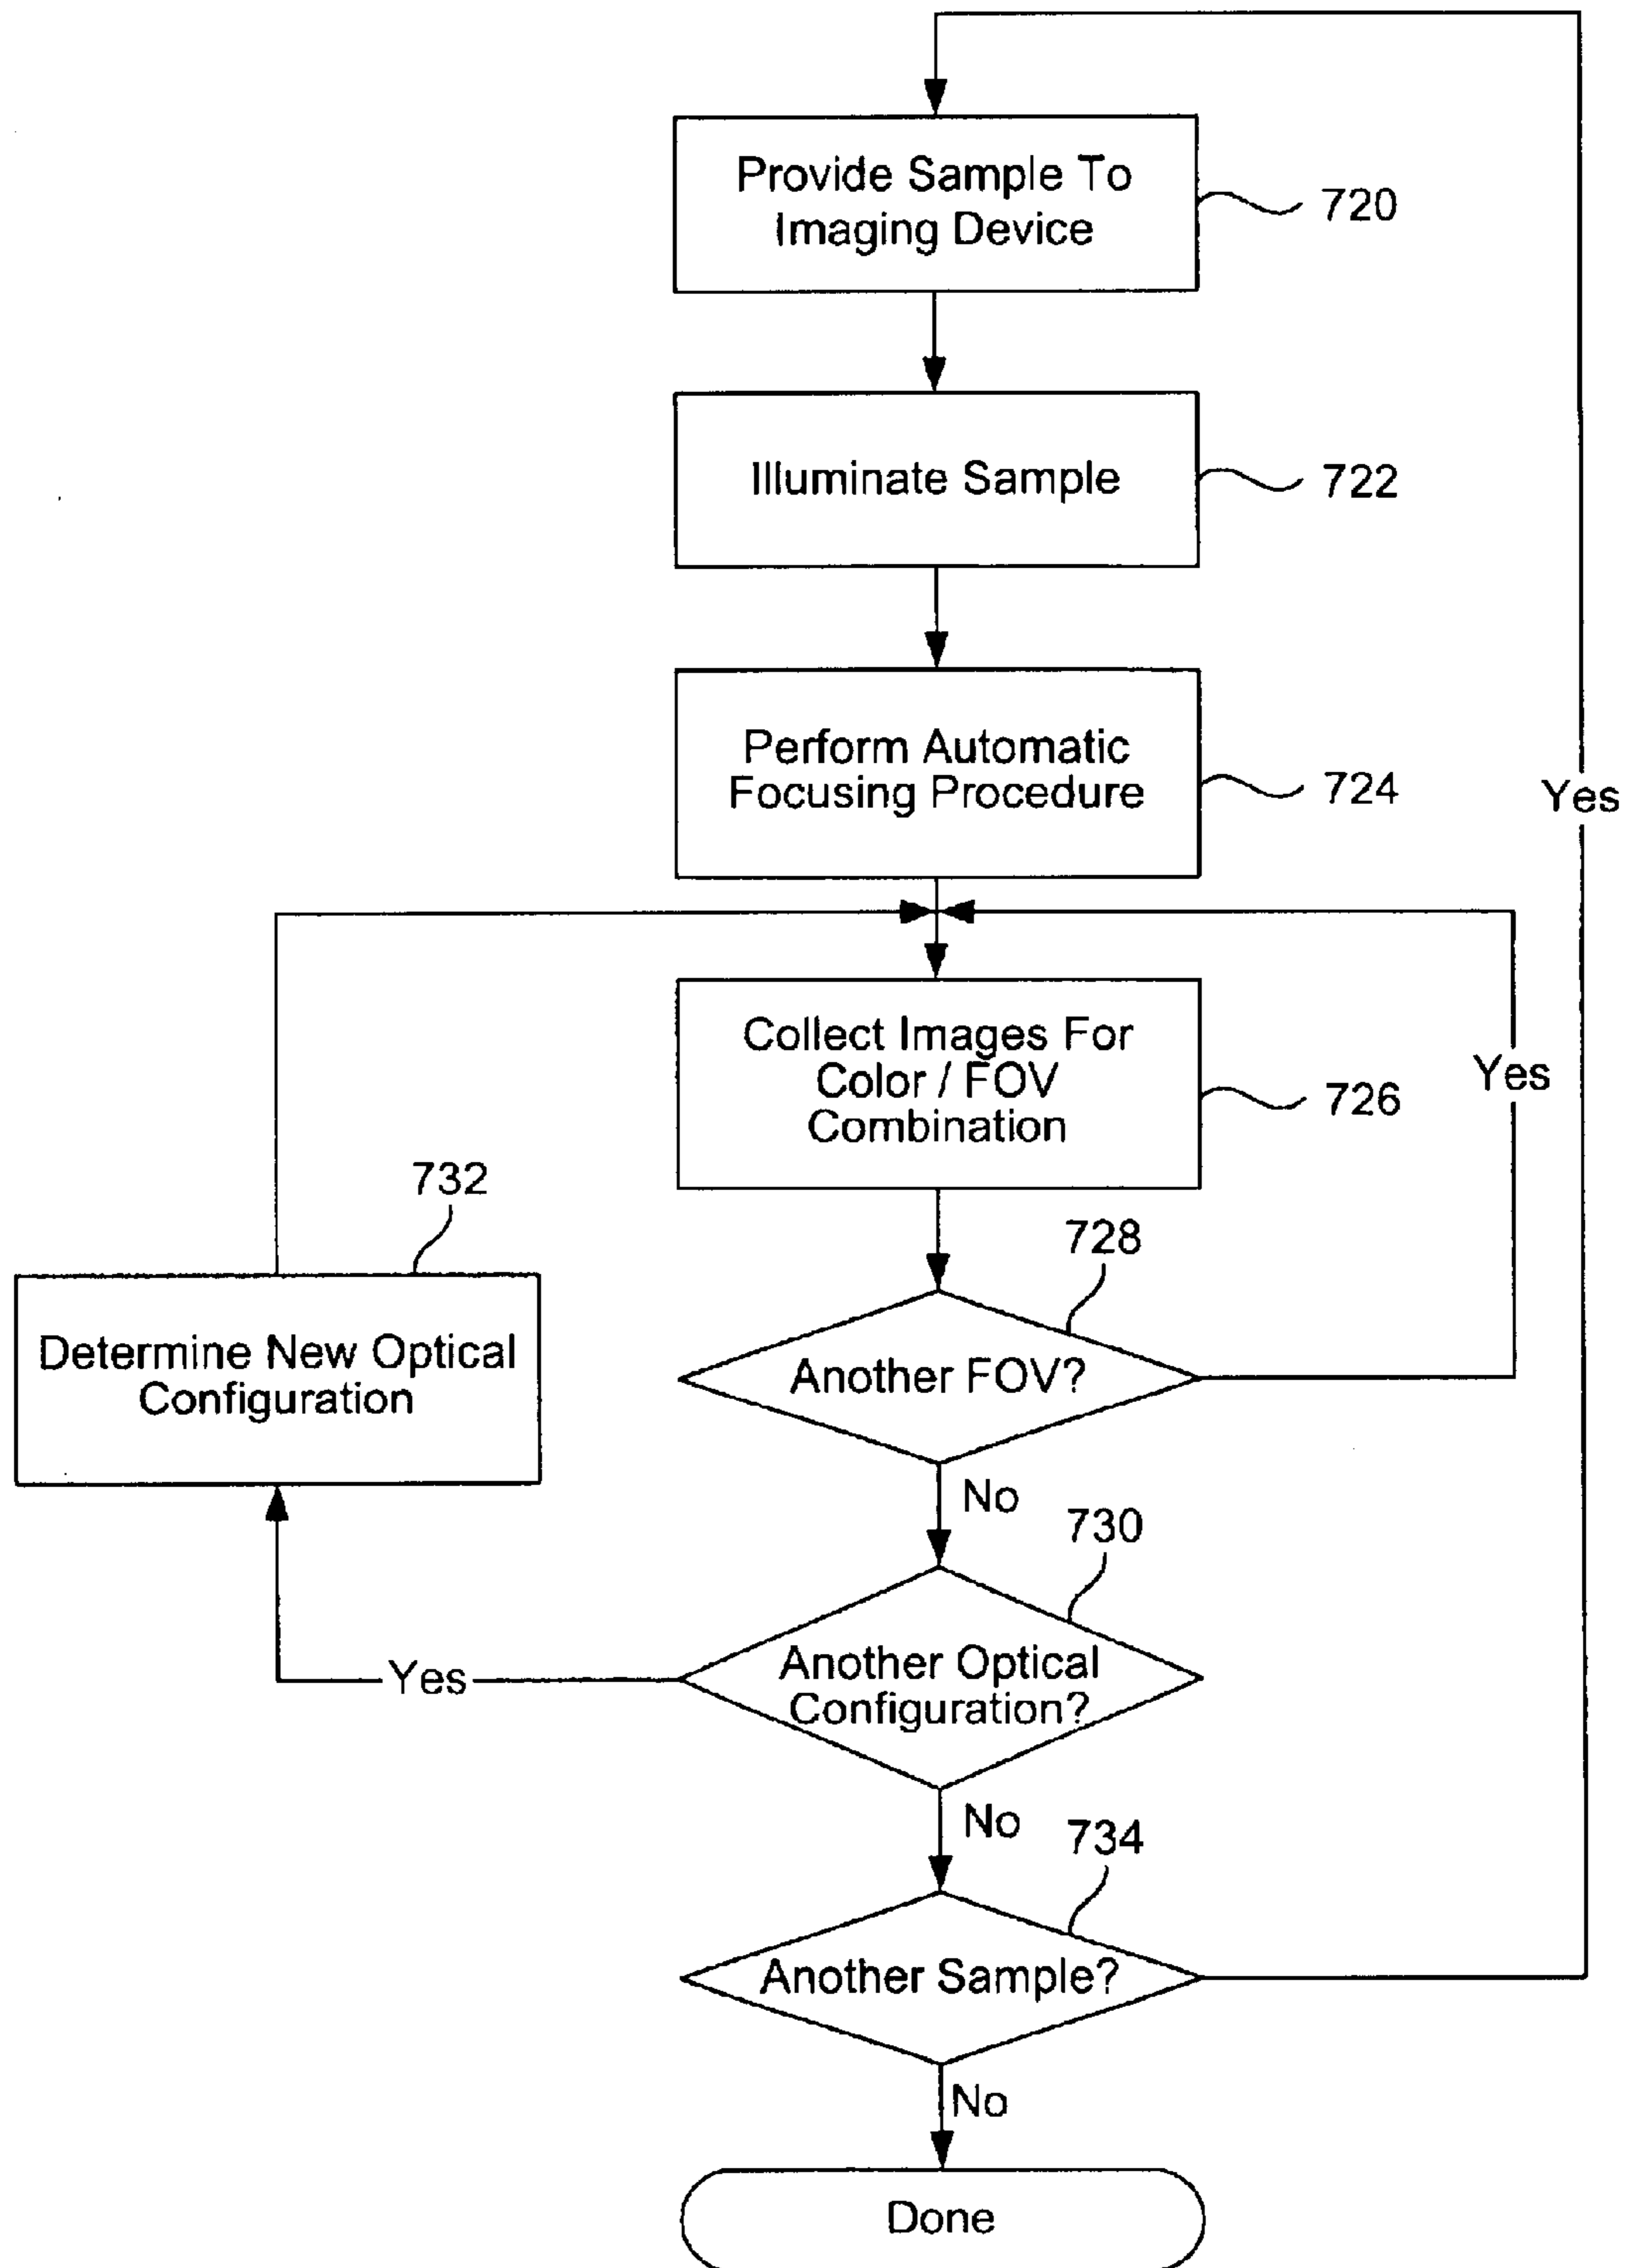 Provide Sample To
Imaging Device
720
Illuminate Sample
722
Perform Automatic
Focusing Procedure
724
Yes
Collect Images For
Color / FOV
Combination
726
Yes
732
Determine New Optical
Configuration
728
Another FOV?
No
730
Another Optical
Configuration?
Yes
No
734
Another Sample?
No
Done